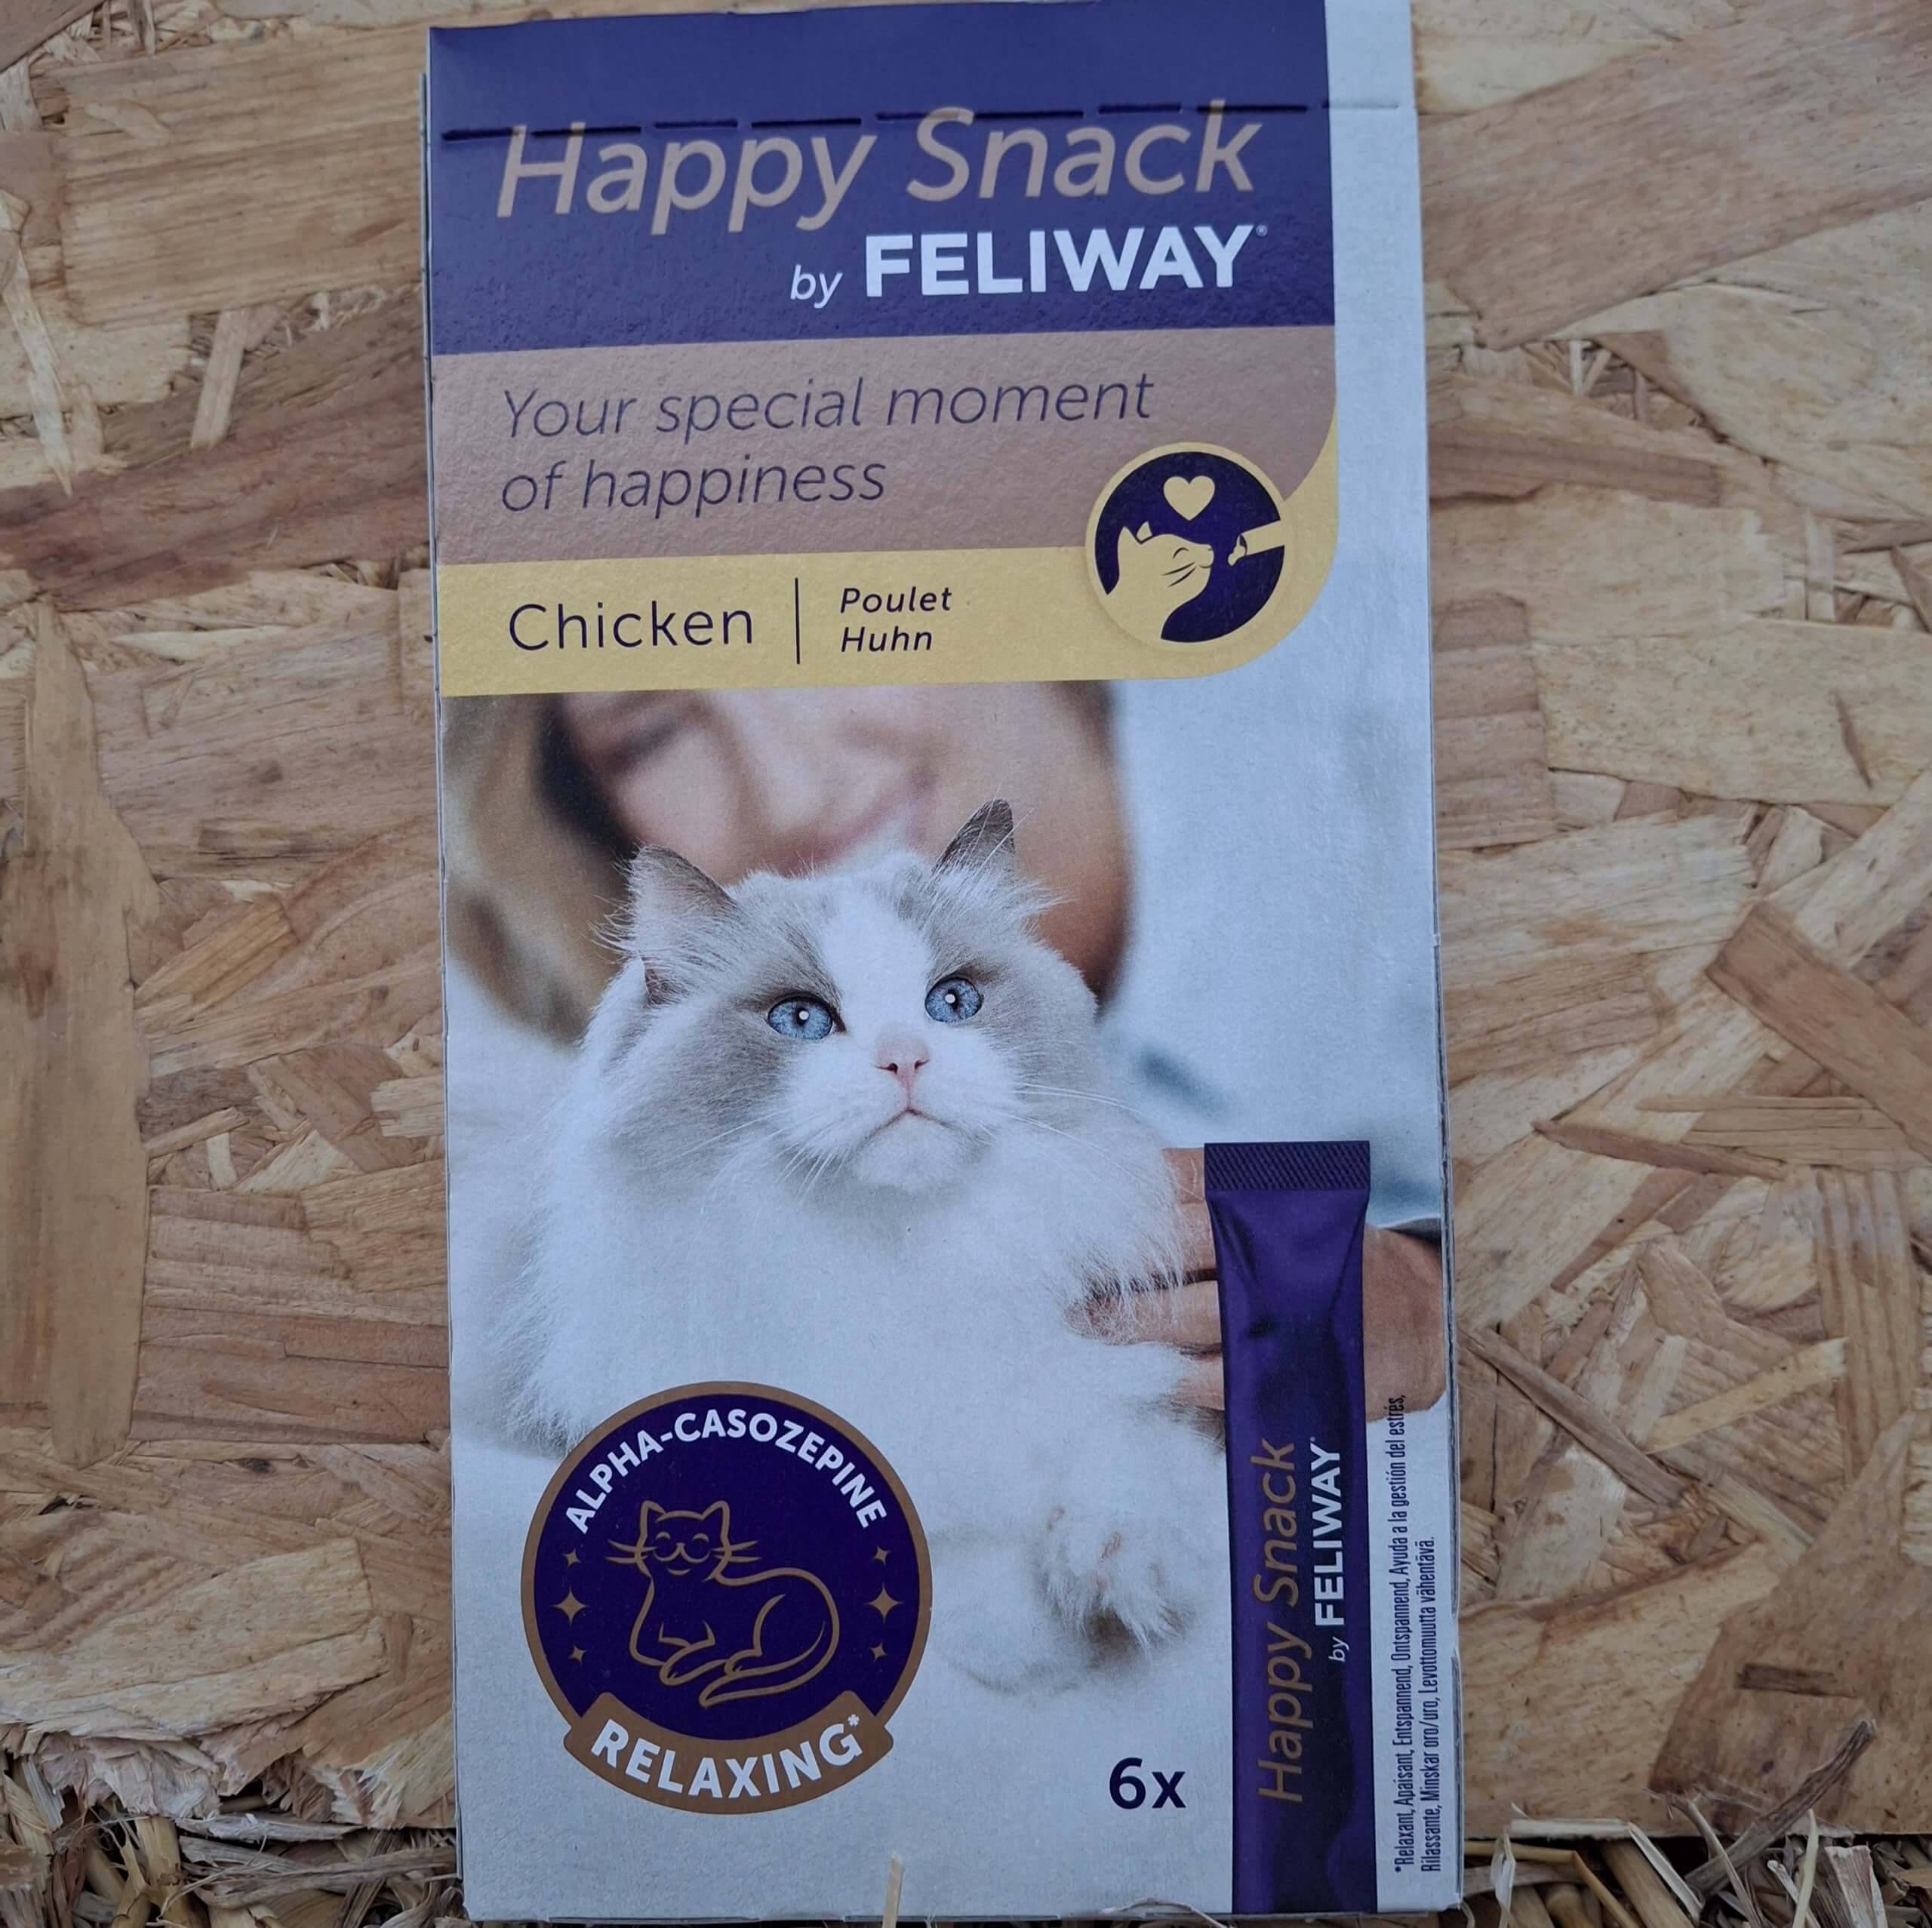 Happy Snack
by FELIWAY®
Your special moment
of happiness
Chicken
Poulet
Huhn
ALPHA-CASOZEPINE
RELAXING*
6x
Happy Snack
by FELIWAY
*Relaxant, Apaisant, Entspannend, Ontspannend, Ayuda a la gestión del estrés,
Rilassante, Minskar oro/uro, Levottomuutta vähentävä.